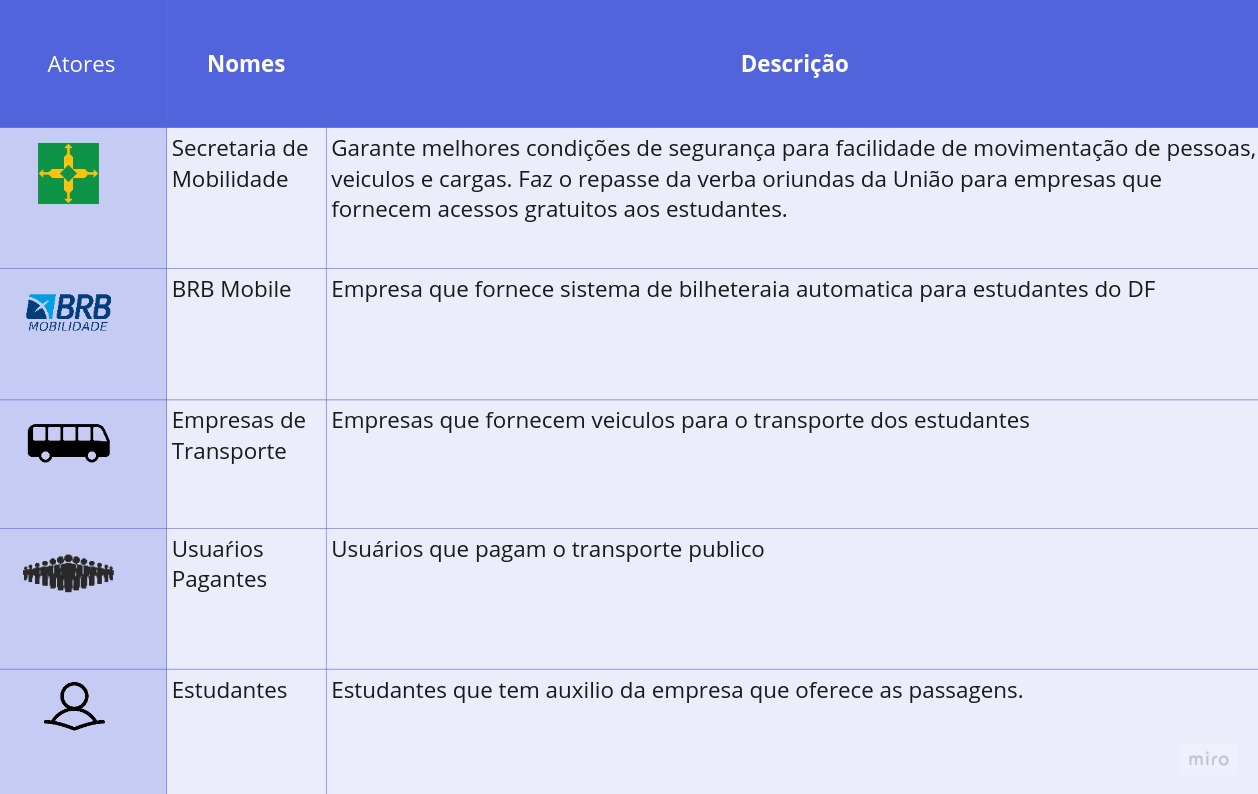 Atores
Nomes
Descrição
Secretaria de
Mobilidade
Garante melhores condições de segurança para facilidade de movimentação de pessoas,
veiculos e cargas. Faz o repasse da verba oriundas da União para empresas que
fornecem acessos gratuitos aos estudantes.
BRB
MOBILIDADE
BRB Mobile
Empresa que fornece sistema de bilheteraia automatica para estudantes do DF
Empresas de
Transporte
Empresas que fornecem veiculos para o transporte dos estudantes
Usuaŕios
Pagantes
Usuários que pagam o transporte publico
Estudantes
Estudantes que tem auxilio da empresa que oferece as passagens.
miro